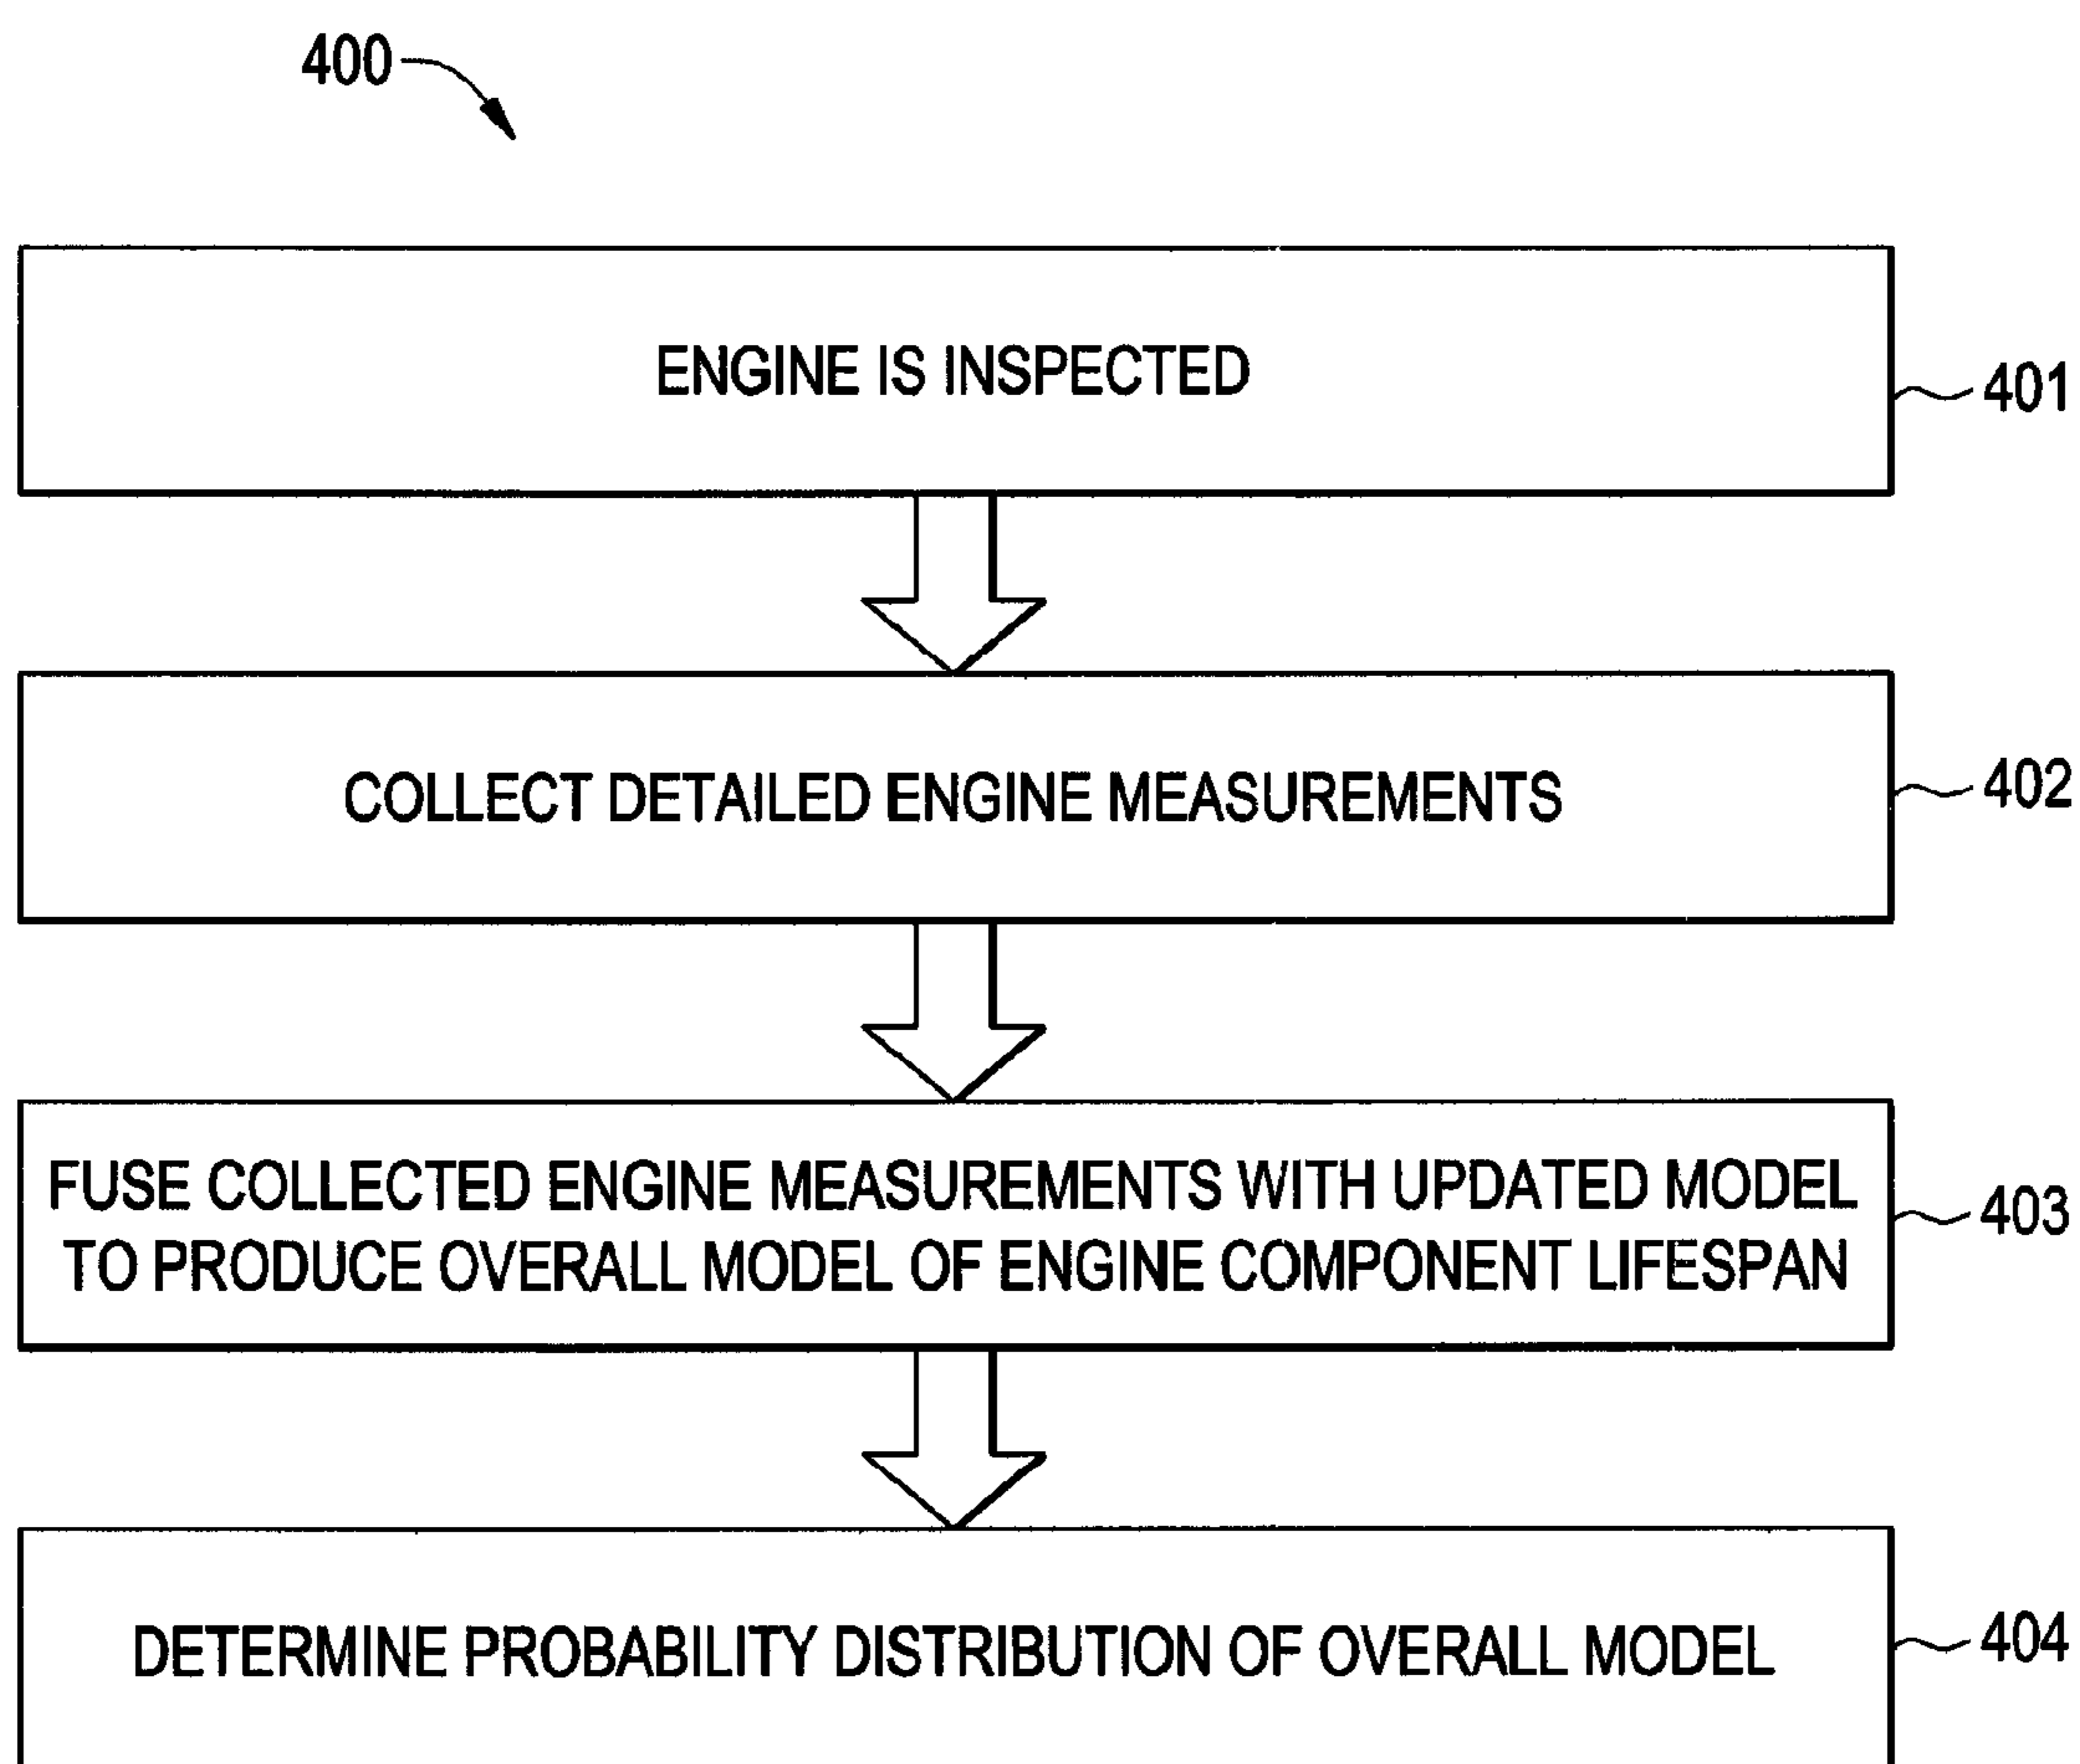 400
ENGINE IS INSPECTED
401
COLLECT DETAILED ENGINE MEASUREMENTS
402
FUSE COLLECTED ENGINE MEASUREMENTS WITH UPDATED MODEL
TO PRODUCE OVERALL MODEL OF ENGINE COMPONENT LIFESPAN
403
DETERMINE PROBABILITY DISTRIBUTION OF OVERALL MODEL
404